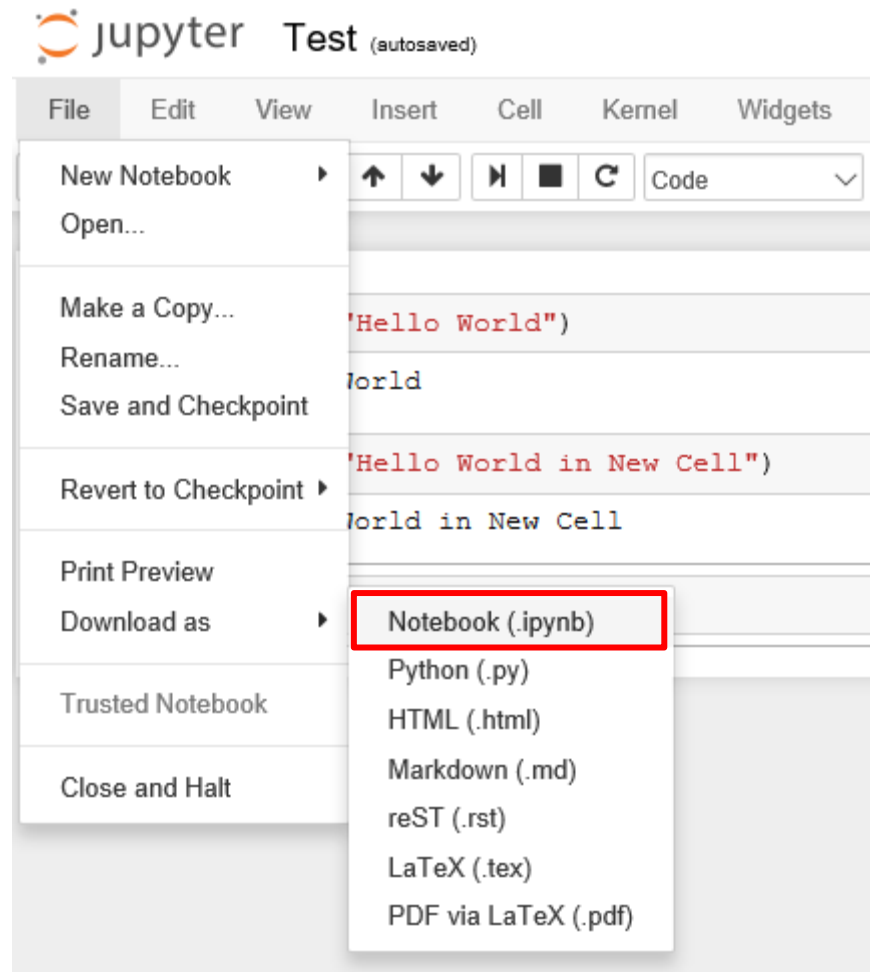 Jupyter Test (autosaved)
File Edit View Insert Cell Kernel Widgets
New Notebook
Code
Open...
Make a Copy...
"Hello World")
Rename...
World
Save and Checkpoint
"Hello World in New Cell")
Revert to Checkpoint
World in New Cell
Print Preview
Download as
Notebook (.ipynb)
Python (.py)
HTML (.html)
Markdown (.md)
reST (.rst)
LaTeX (.tex)
PDF via LaTeX (.pdf)
Trusted Notebook
Close and Halt